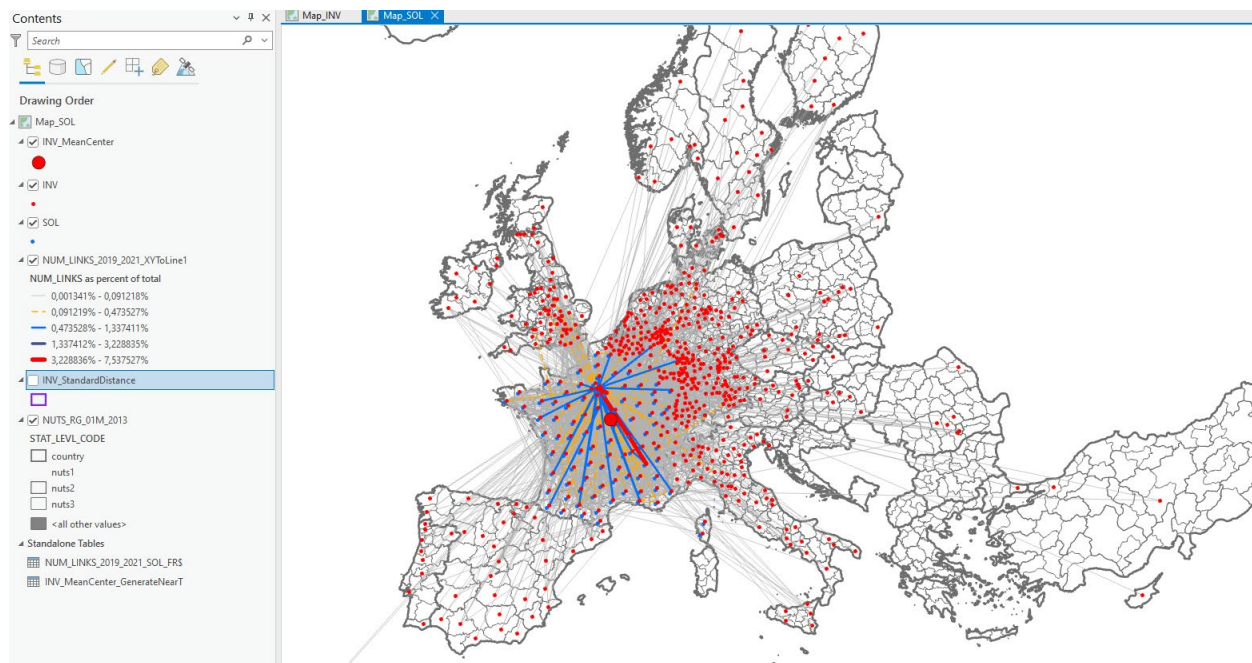 Contents
Map_INV
Map_SOL
Search
Drawing Order
Map_SOL
INV_MeanCenter
INV
SOL
NUM_LINKS_2019_2021_XYToLine1
NUM_LINKS as percent of total
0,001341% - 0,091218%
0,091219% - 0,473527%
0,473528% - 1,337411%
1,337412% - 3,228835%
3,228836% - 7,537527%
INV_StandardDistance
NUTS_RG_01M_2013
STAT_LEVL_CODE
country
nuts1
nuts2
nuts3
<all other values>
Standalone Tables
NUM_LINKS_2019_2021_SOL_FR$
INV_MeanCenter_GenerateNearT